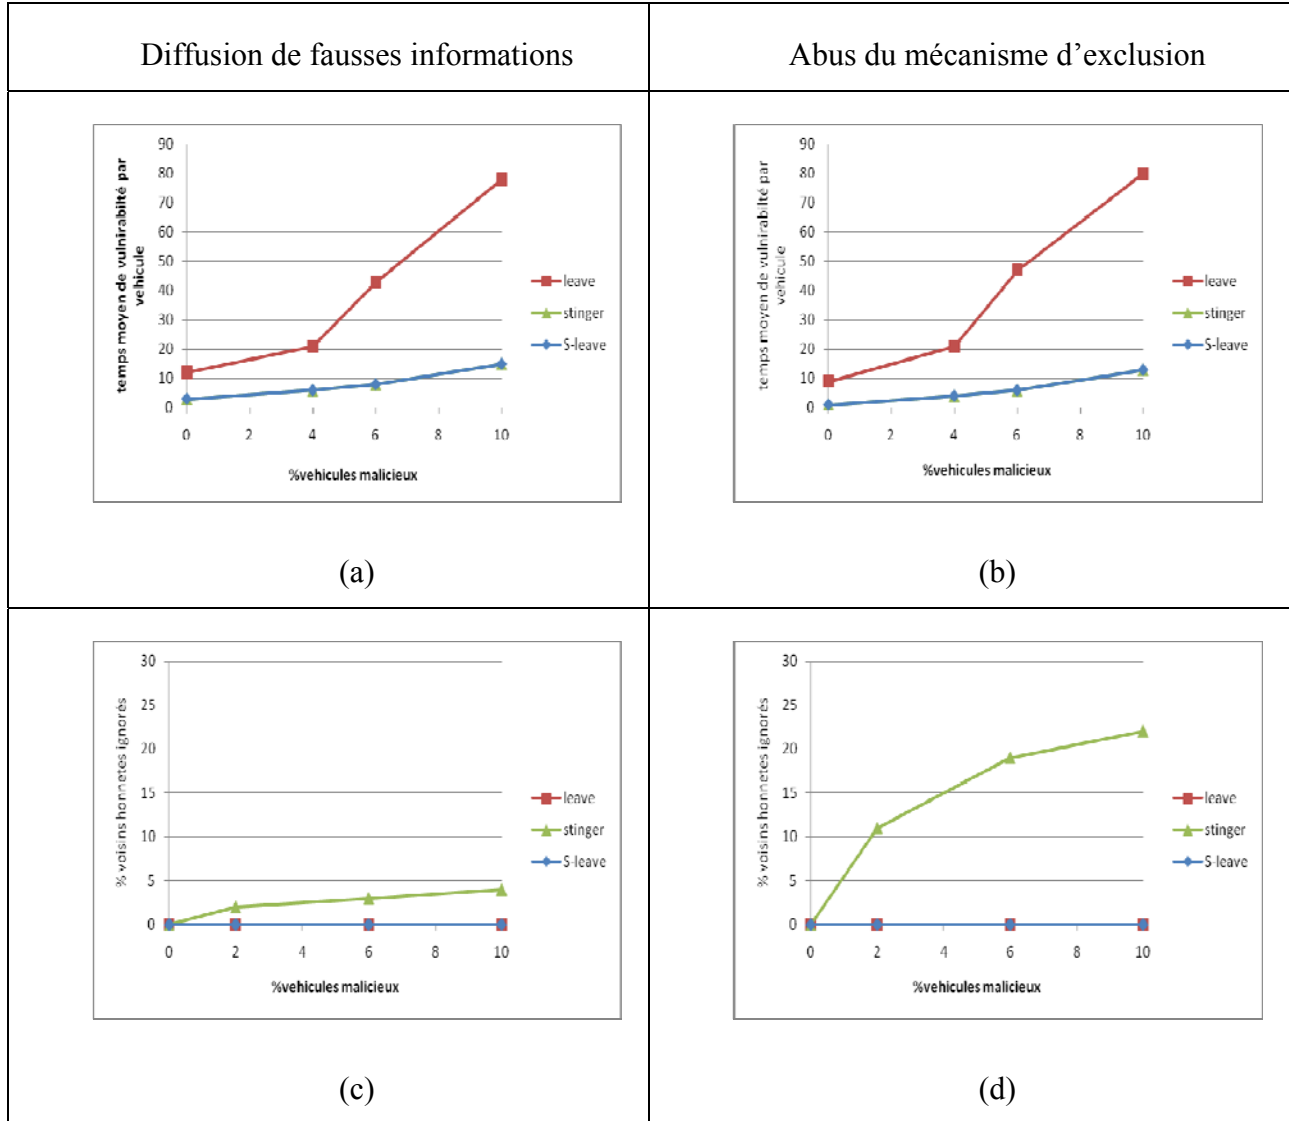 Diffusion de fausses informations
Abus du mécanisme d’exclusion
temps moyen de vulnirabilté par
vehicule
90
80
70
60
50
40
30
20
10
0
0 2 4 6 8 10
%vehicules malicieux
leave
stinger
S-leave
(a)
temps moyen de vulnirabilté par
vehicule
90
80
70
60
50
40
30
20
10
0
0 2 4 6 8 10
%vehicules malicieux
leave
stinger
S-leave
(b)
% voisins honnetes ignorés
30
25
20
15
10
5
0
0 2 4 6 8 10
%vehicules malicieux
leave
stinger
S-leave
(c)
% voisins honnetes ignorés
30
25
20
15
10
5
0
0 2 4 6 8 10
%vehicules malicieux
leave
stinger
S-leave
(d)